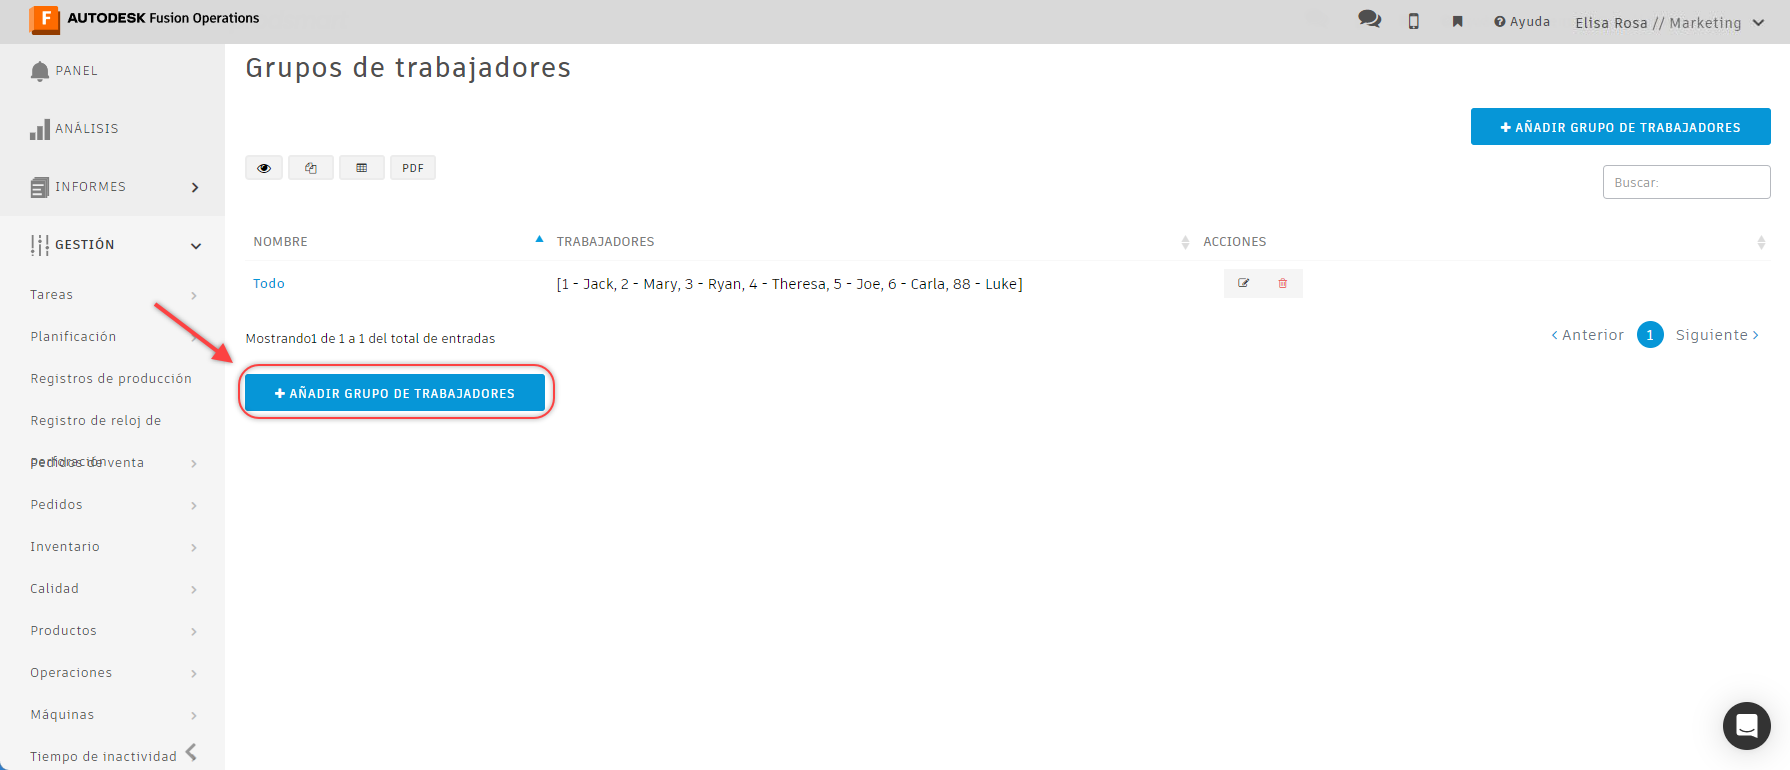 AUTODESK Fusion Operations
Ayuda
Elisa Rosa // Marketing
PANEL
ANÁLISIS
INFORMES
GESTIÓN
Tareas
Planificación
Registros de producción
Registro de reloj de
perforación
Pedidos de venta
Pedidos
Inventario
Calidad
Productos
Operaciones
Máquinas
Tiempo de inactividad
Grupos de trabajadores
+ AÑADIR GRUPO DE TRABAJADORES
PDF
Buscar:
NOMBRE TRABAJADORES ACCIONES
Todo [1 - Jack, 2 - Mary, 3 - Ryan, 4 - Theresa, 5 - Joe, 6 - Carla, 88 - Luke]
Mostrando1 de 1 a 1 del total de entradas
< Anterior 1 Siguiente >
+ AÑADIR GRUPO DE TRABAJADORES